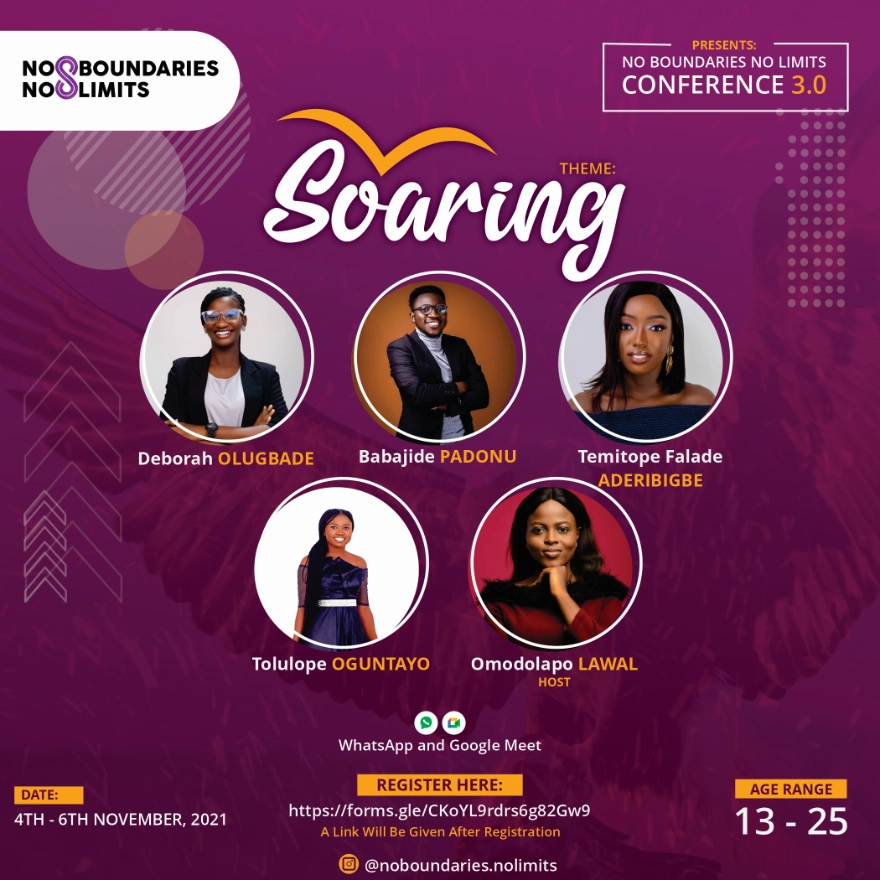 NO BOUNDARIES
NO LIMITS
PRESENTS:
NO BOUNDARIES NO LIMITS
CONFERENCE 3.0
THEME:
Soaring
Deborah OLUGBADE
Babajide PADONU
Temitope Falade
ADERIBIGBE
Tolulope OGUNTAYO
Omodolapo LAWAL
HOST
WhatsApp and Google Meet
DATE:
4TH - 6TH NOVEMBER, 2021
REGISTER HERE:
https://forms.gle/CKoYL9rdrs6g82Gw9
A Link Will Be Given After Registration
@noboundaries.nolimits
AGE RANGE
13 - 25